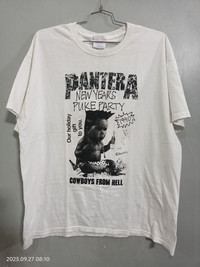 PANTERA
NEW YEARS
PUKE PARTY
Our holiday
gift
to you.
COWBOYS FROM HELL
2023.09.27 08:10